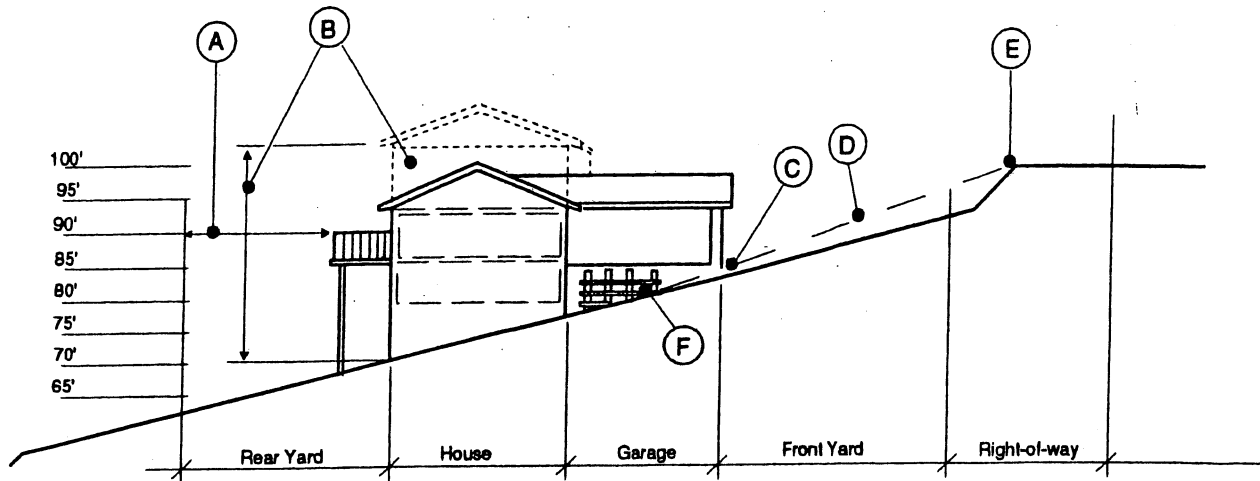 A
B
E
C
D
100'
95'
90'
85'
80'
75'
70'
65'
F
Rear Yard
House
Garage
Front Yard
Right-of-way